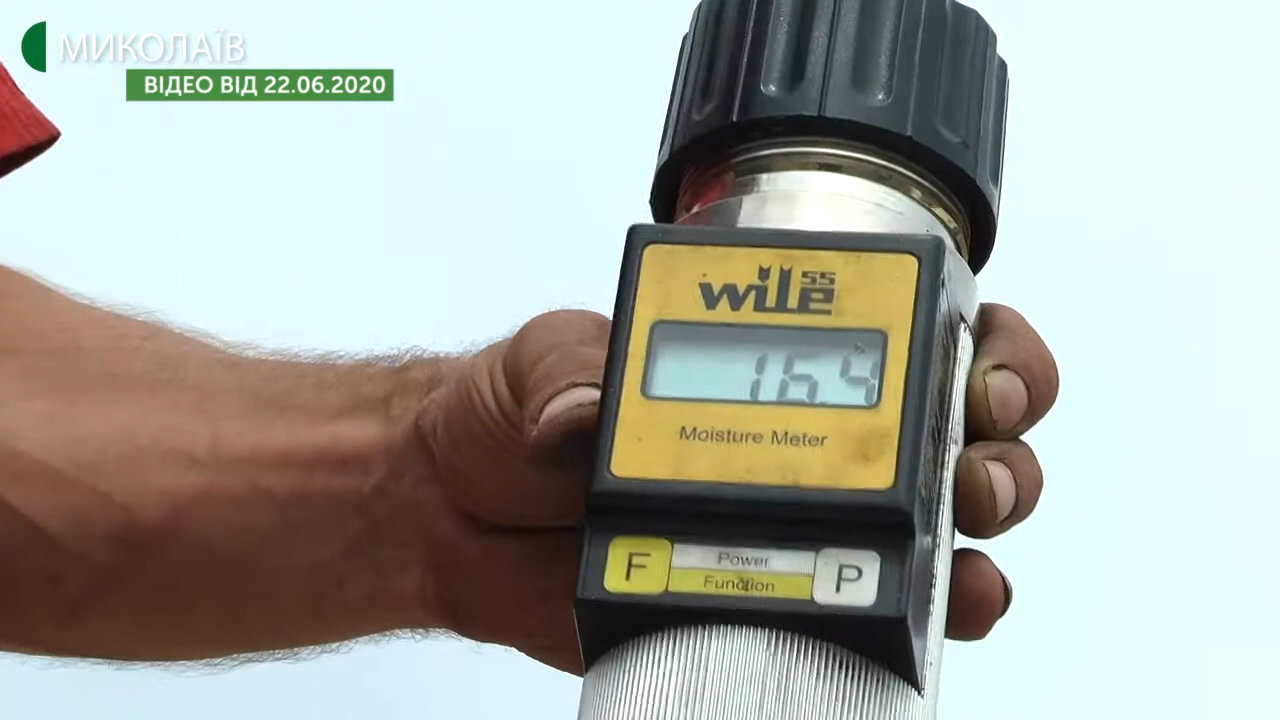 МИКОЛАЇВ
ВІДЕО ВІД 22.06.2020
wile 55
16.4
Moisture Meter
F Power P
Function